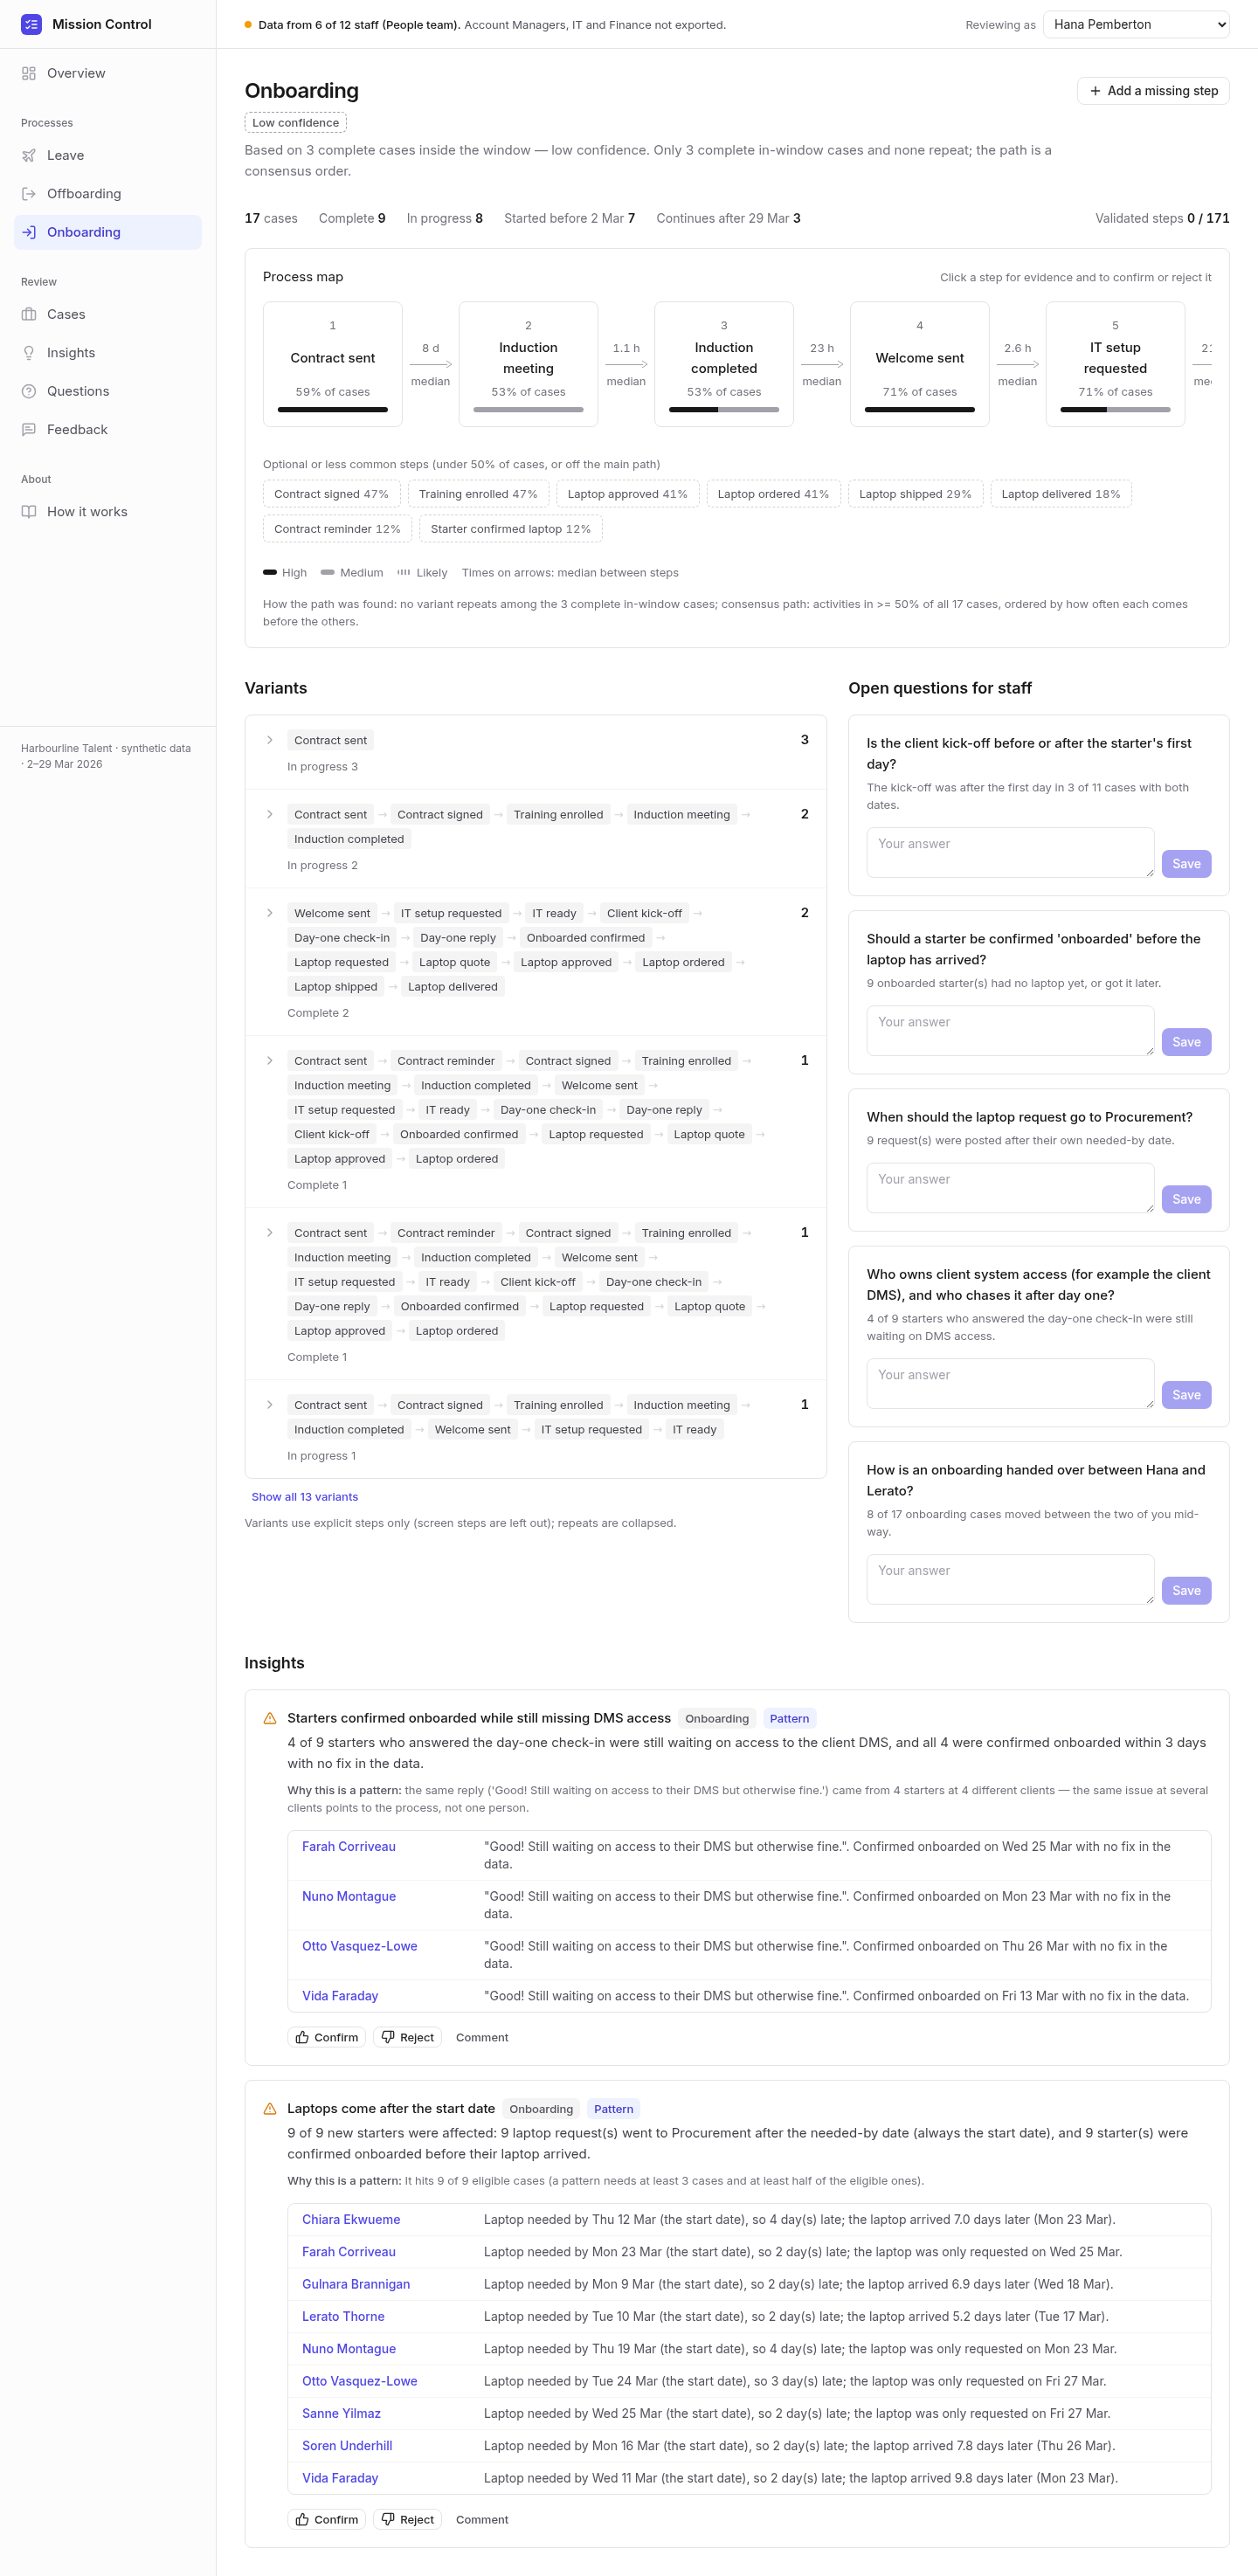 Mission Control
Data from 6 of 12 staff (People team). Account Managers, IT and Finance not exported.
Reviewing as
Hana Pemberton
Overview
Processes
Leave
Offboarding
Onboarding
Review
Cases
Insights
Questions
Feedback
About
How it works
Harbourline Talent · synthetic data
· 2–29 Mar 2026
Onboarding
Add a missing step
Low confidence
Based on 3 complete cases inside the window — low confidence. Only 3 complete in-window cases and none repeat; the path is a
consensus order.
17 cases Complete 9 In progress 8 Started before 2 Mar 7 Continues after 29 Mar 3
Validated steps 0 / 171
Process map
Click a step for evidence and to confirm or reject it
1
Contract sent
59% of cases
8 d
median
2
Induction
meeting
53% of cases
1.1 h
median
3
Induction
completed
53% of cases
23 h
median
4
Welcome sent
71% of cases
2.6 h
median
5
IT setup
requested
71% of cases
Optional or less common steps (under 50% of cases, or off the main path)
Contract signed 47% Training enrolled 47% Laptop approved 41% Laptop ordered 41% Laptop shipped 29% Laptop delivered 18%
Contract reminder 12% Starter confirmed laptop 12%
High Medium Likely Times on arrows: median between steps
How the path was found: no variant repeats among the 3 complete in-window cases; consensus path: activities in >= 50% of all 17 cases, ordered by how often each comes
before the others.
Variants
Contract sent
3
In progress 3
Contract sent → Contract signed → Training enrolled → Induction meeting →
2
Induction completed
In progress 2
Welcome sent → IT setup requested → IT ready → Client kick-off →
2
Day-one check-in → Day-one reply → Onboarded confirmed →
Laptop requested → Laptop quote → Laptop approved → Laptop ordered →
Laptop shipped → Laptop delivered
Complete 2
Contract sent → Contract reminder → Contract signed → Training enrolled →
1
Induction meeting → Induction completed → Welcome sent →
IT setup requested → IT ready → Day-one check-in → Day-one reply →
Client kick-off → Onboarded confirmed → Laptop requested → Laptop quote →
Laptop approved → Laptop ordered
Complete 1
Contract sent → Contract reminder → Contract signed → Training enrolled →
1
Induction meeting → Induction completed → Welcome sent →
IT setup requested → IT ready → Client kick-off → Day-one check-in →
Day-one reply → Onboarded confirmed → Laptop requested → Laptop quote →
Laptop approved → Laptop ordered
Complete 1
Contract sent → Contract signed → Training enrolled → Induction meeting →
1
Induction completed → Welcome sent → IT setup requested → IT ready
In progress 1
Show all 13 variants
Variants use explicit steps only (screen steps are left out); repeats are collapsed.
Open questions for staff
Is the client kick-off before or after the starter's first
day?
The kick-off was after the first day in 3 of 11 cases with both
dates.
Your answer
Save
Should a starter be confirmed 'onboarded' before the
laptop has arrived?
9 onboarded starter(s) had no laptop yet, or got it later.
Your answer
Save
When should the laptop request go to Procurement?
9 request(s) were posted after their own needed-by date.
Your answer
Save
Who owns client system access (for example the client
DMS), and who chases it after day one?
4 of 9 starters who answered the day-one check-in were still
waiting on DMS access.
Your answer
Save
How is an onboarding handed over between Hana and
Lerato?
8 of 17 onboarding cases moved between the two of you mid-
way.
Your answer
Save
Insights
Starters confirmed onboarded while still missing DMS access Onboarding Pattern
4 of 9 starters who answered the day-one check-in were still waiting on access to the client DMS, and all 4 were confirmed onboarded within 3 days
with no fix in the data.
Why this is a pattern: the same reply ('Good! Still waiting on access to their DMS but otherwise fine.') came from 4 starters at 4 different clients — the same issue at several
clients points to the process, not one person.
Farah Corriveau
"Good! Still waiting on access to their DMS but otherwise fine.". Confirmed onboarded on Wed 25 Mar with no fix in the
data.
Nuno Montague
"Good! Still waiting on access to their DMS but otherwise fine.". Confirmed onboarded on Mon 23 Mar with no fix in the
data.
Otto Vasquez-Lowe
"Good! Still waiting on access to their DMS but otherwise fine.". Confirmed onboarded on Thu 26 Mar with no fix in the
data.
Vida Faraday
"Good! Still waiting on access to their DMS but otherwise fine.". Confirmed onboarded on Fri 13 Mar with no fix in the data.
Confirm Reject Comment
Laptops come after the start date Onboarding Pattern
9 of 9 new starters were affected: 9 laptop request(s) went to Procurement after the needed-by date (always the start date), and 9 starter(s) were
confirmed onboarded before their laptop arrived.
Why this is a pattern: It hits 9 of 9 eligible cases (a pattern needs at least 3 cases and at least half of the eligible ones).
Chiara Ekwueme
Laptop needed by Thu 12 Mar (the start date), so 4 day(s) late; the laptop arrived 7.0 days later (Mon 23 Mar).
Farah Corriveau
Laptop needed by Mon 23 Mar (the start date), so 2 day(s) late; the laptop was only requested on Wed 25 Mar.
Gulnara Brannigan
Laptop needed by Mon 9 Mar (the start date), so 2 day(s) late; the laptop arrived 6.9 days later (Wed 18 Mar).
Lerato Thorne
Laptop needed by Tue 10 Mar (the start date), so 2 day(s) late; the laptop arrived 5.2 days later (Tue 17 Mar).
Nuno Montague
Laptop needed by Thu 19 Mar (the start date), so 4 day(s) late; the laptop was only requested on Mon 23 Mar.
Otto Vasquez-Lowe
Laptop needed by Tue 24 Mar (the start date), so 3 day(s) late; the laptop was only requested on Fri 27 Mar.
Sanne Yilmaz
Laptop needed by Wed 25 Mar (the start date), so 2 day(s) late; the laptop was only requested on Fri 27 Mar.
Soren Underhill
Laptop needed by Mon 16 Mar (the start date), so 2 day(s) late; the laptop arrived 7.8 days later (Thu 26 Mar).
Vida Faraday
Laptop needed by Wed 11 Mar (the start date), so 2 day(s) late; the laptop arrived 9.8 days later (Mon 23 Mar).
Confirm Reject Comment